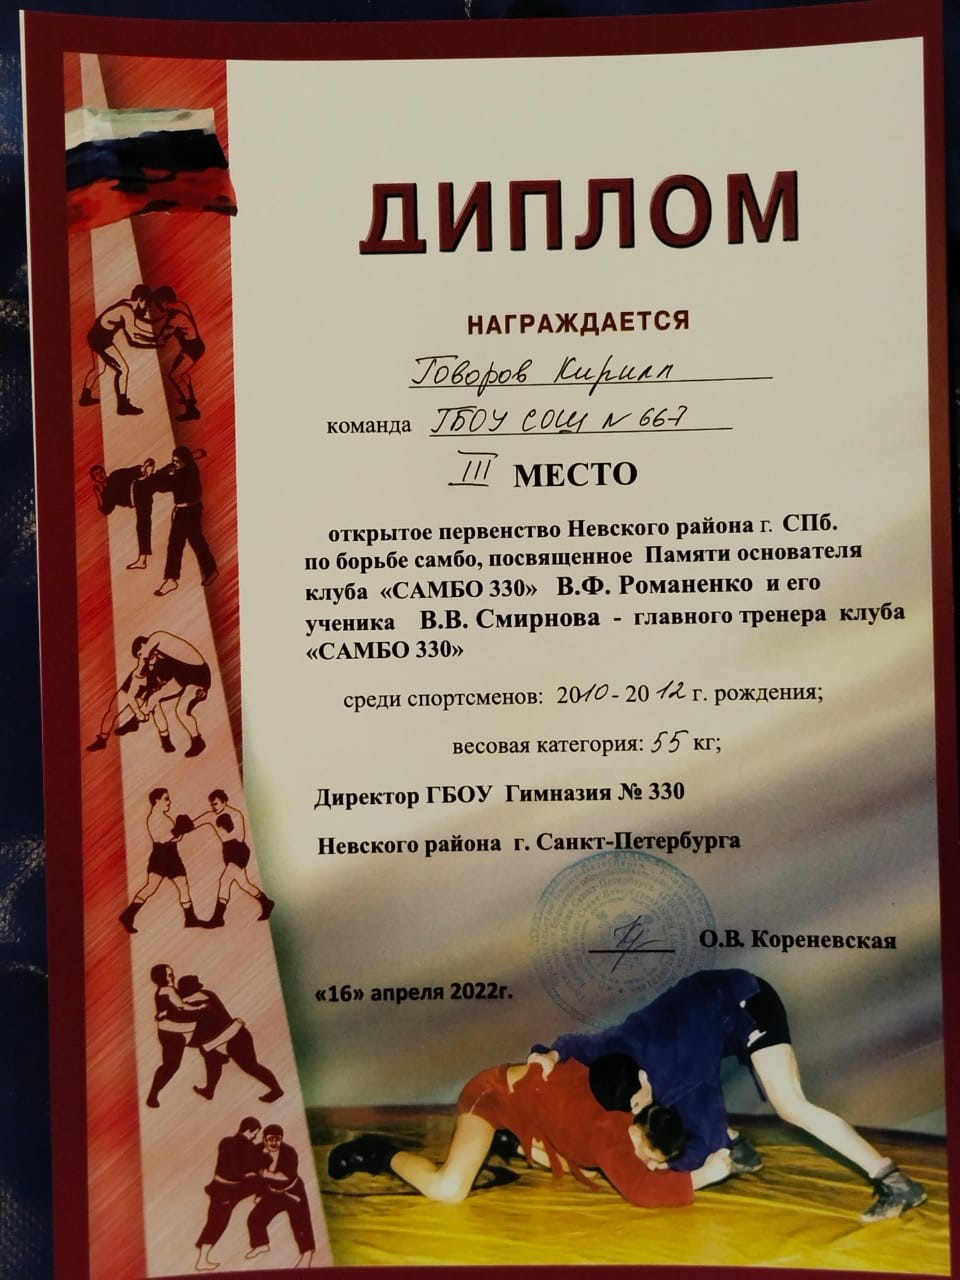 ДИПЛОМ
НАГРАЖДАЕТСЯ
Говоров Кирилл
команда ГБОУ СОШ N 667
III МЕСТО
открытое первенство Невского района г. СПб.
по борьбе самбо, посвященное Памяти основателя
клуба «САМБО 330» В.Ф. Романенко и его
ученика В.В. Смирнова - главного тренера клуба
«САМБО 330»
среди спортсменов: 2010 - 2012 г. рождения;
весовая категория: 55 кг;
Директор ГБОУ Гимназия № 330
Невского района г. Санкт-Петербурга
О.В. Кореневская
«16» апреля 2022г.